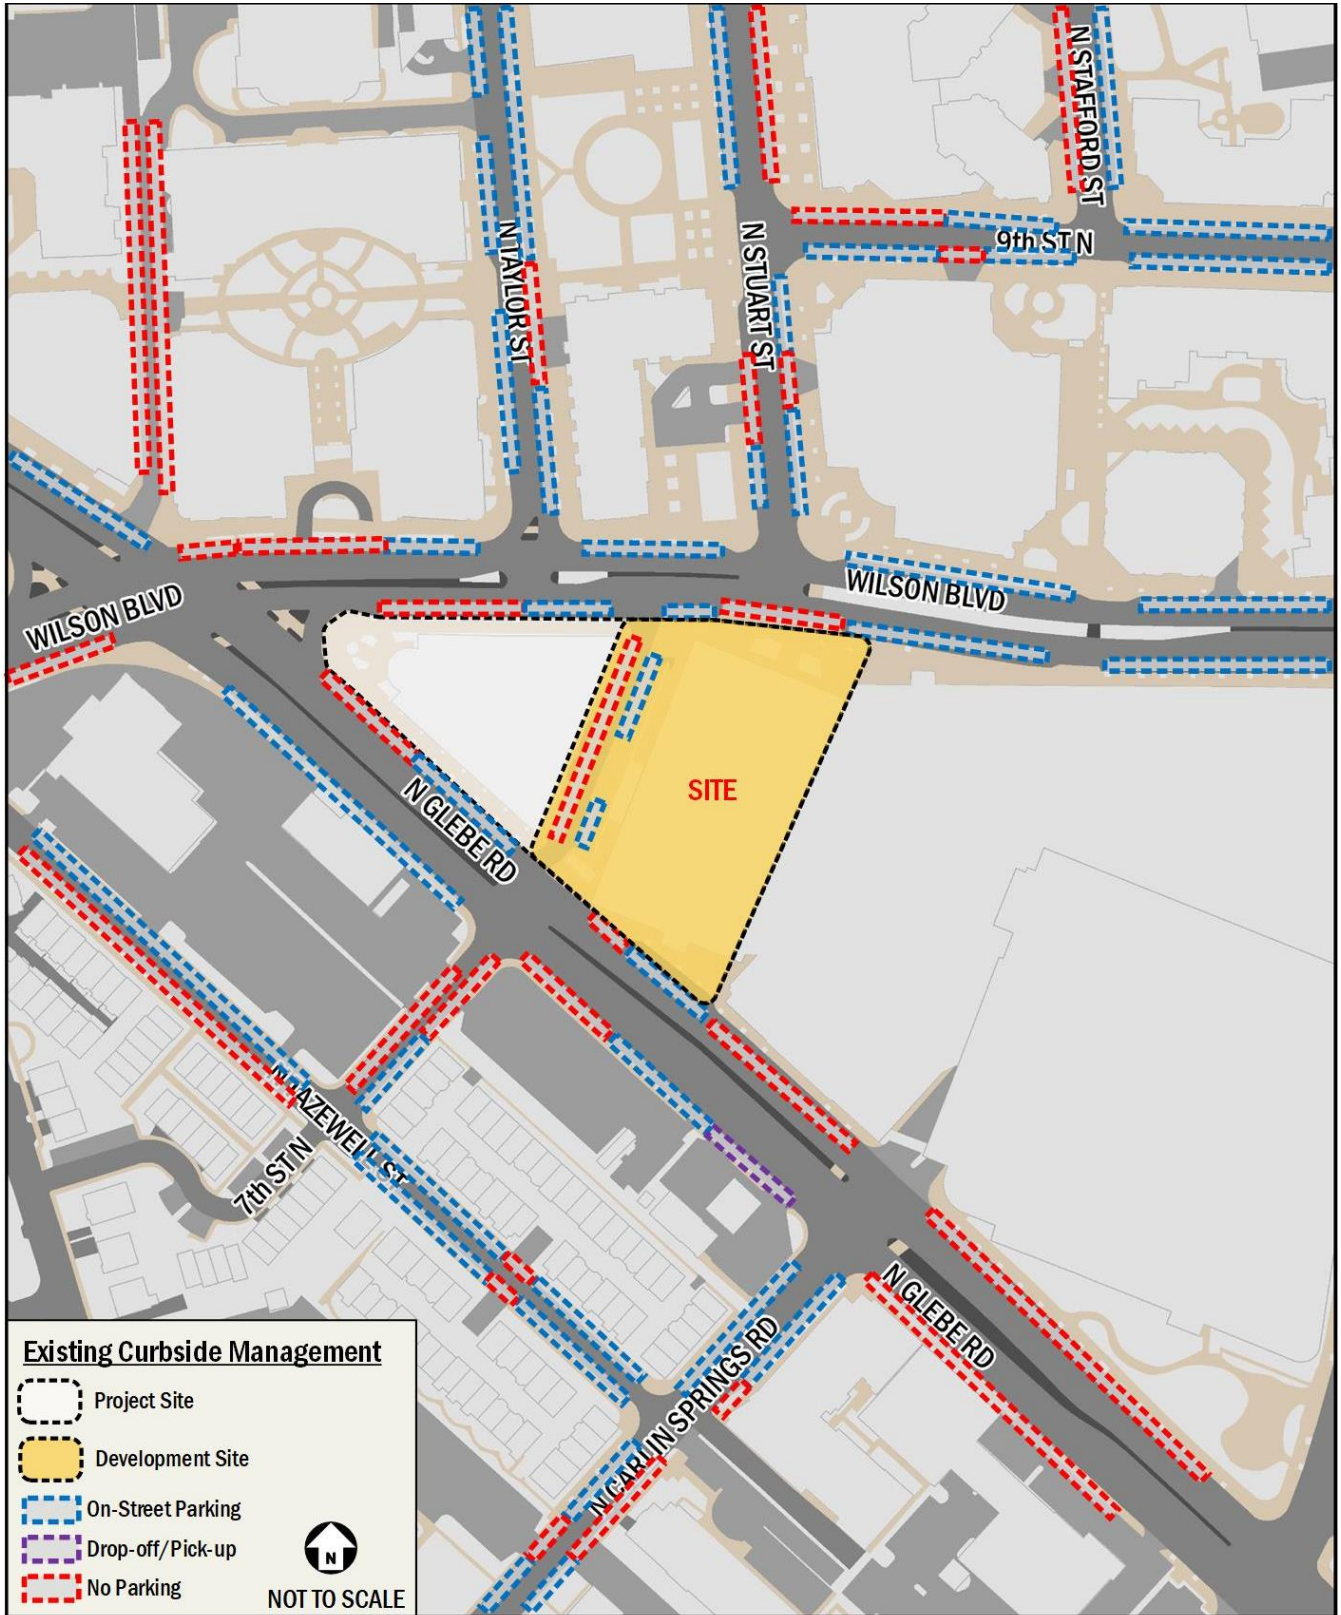 N STAFFORD ST
N TAYLOR ST
N STUART ST
9th ST N
WILSON BLVD
WILSON BLVD
SITE
N GLEBE RD
7th ST N
N GLEBE RD
N CARLIN SPRINGS RD
Existing Curbside Management
Project Site
Development Site
On-Street Parking
Drop-off/Pick-up
No Parking
N
NOT TO SCALE